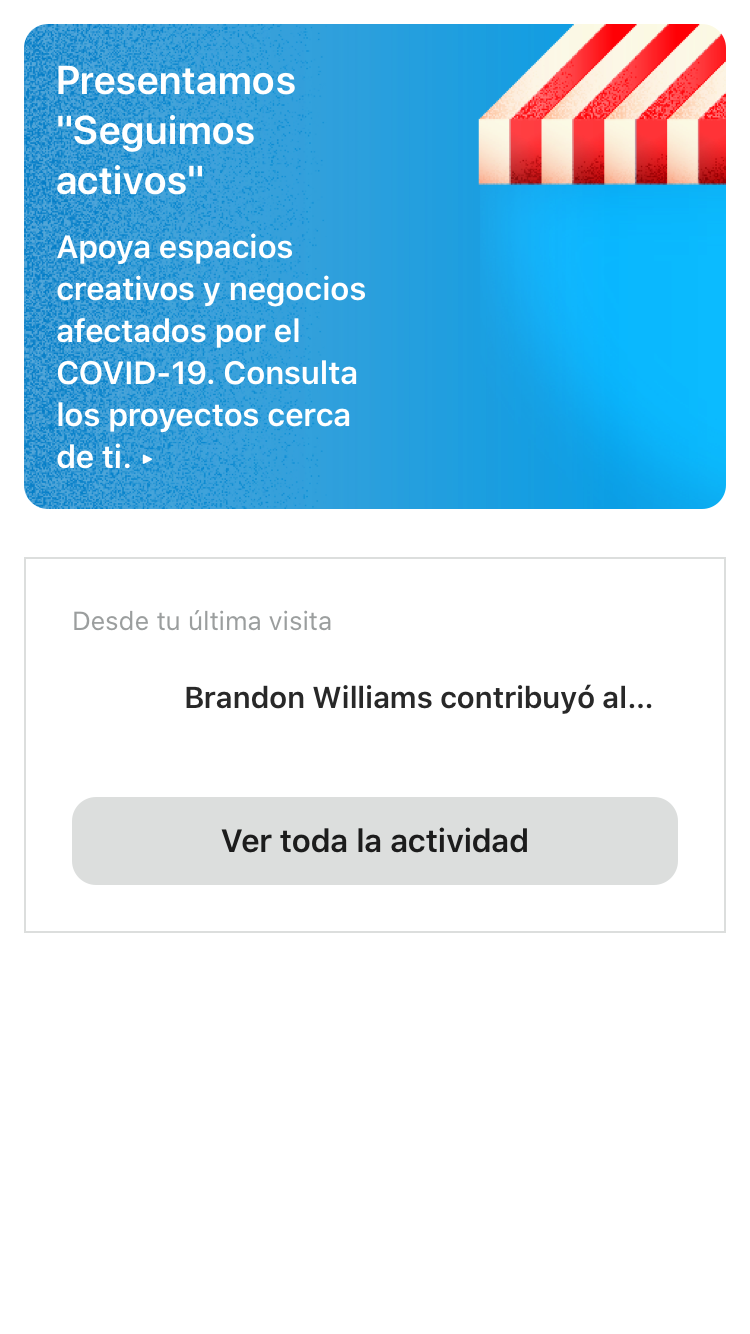 Presentamos
"Seguimos
activos"
Apoya espacios
creativos y negocios
afectados por el
COVID-19. Consulta
los proyectos cerca
de ti. ▸
Desde tu última visita
Brandon Williams contribuyó al...
Ver toda la actividad